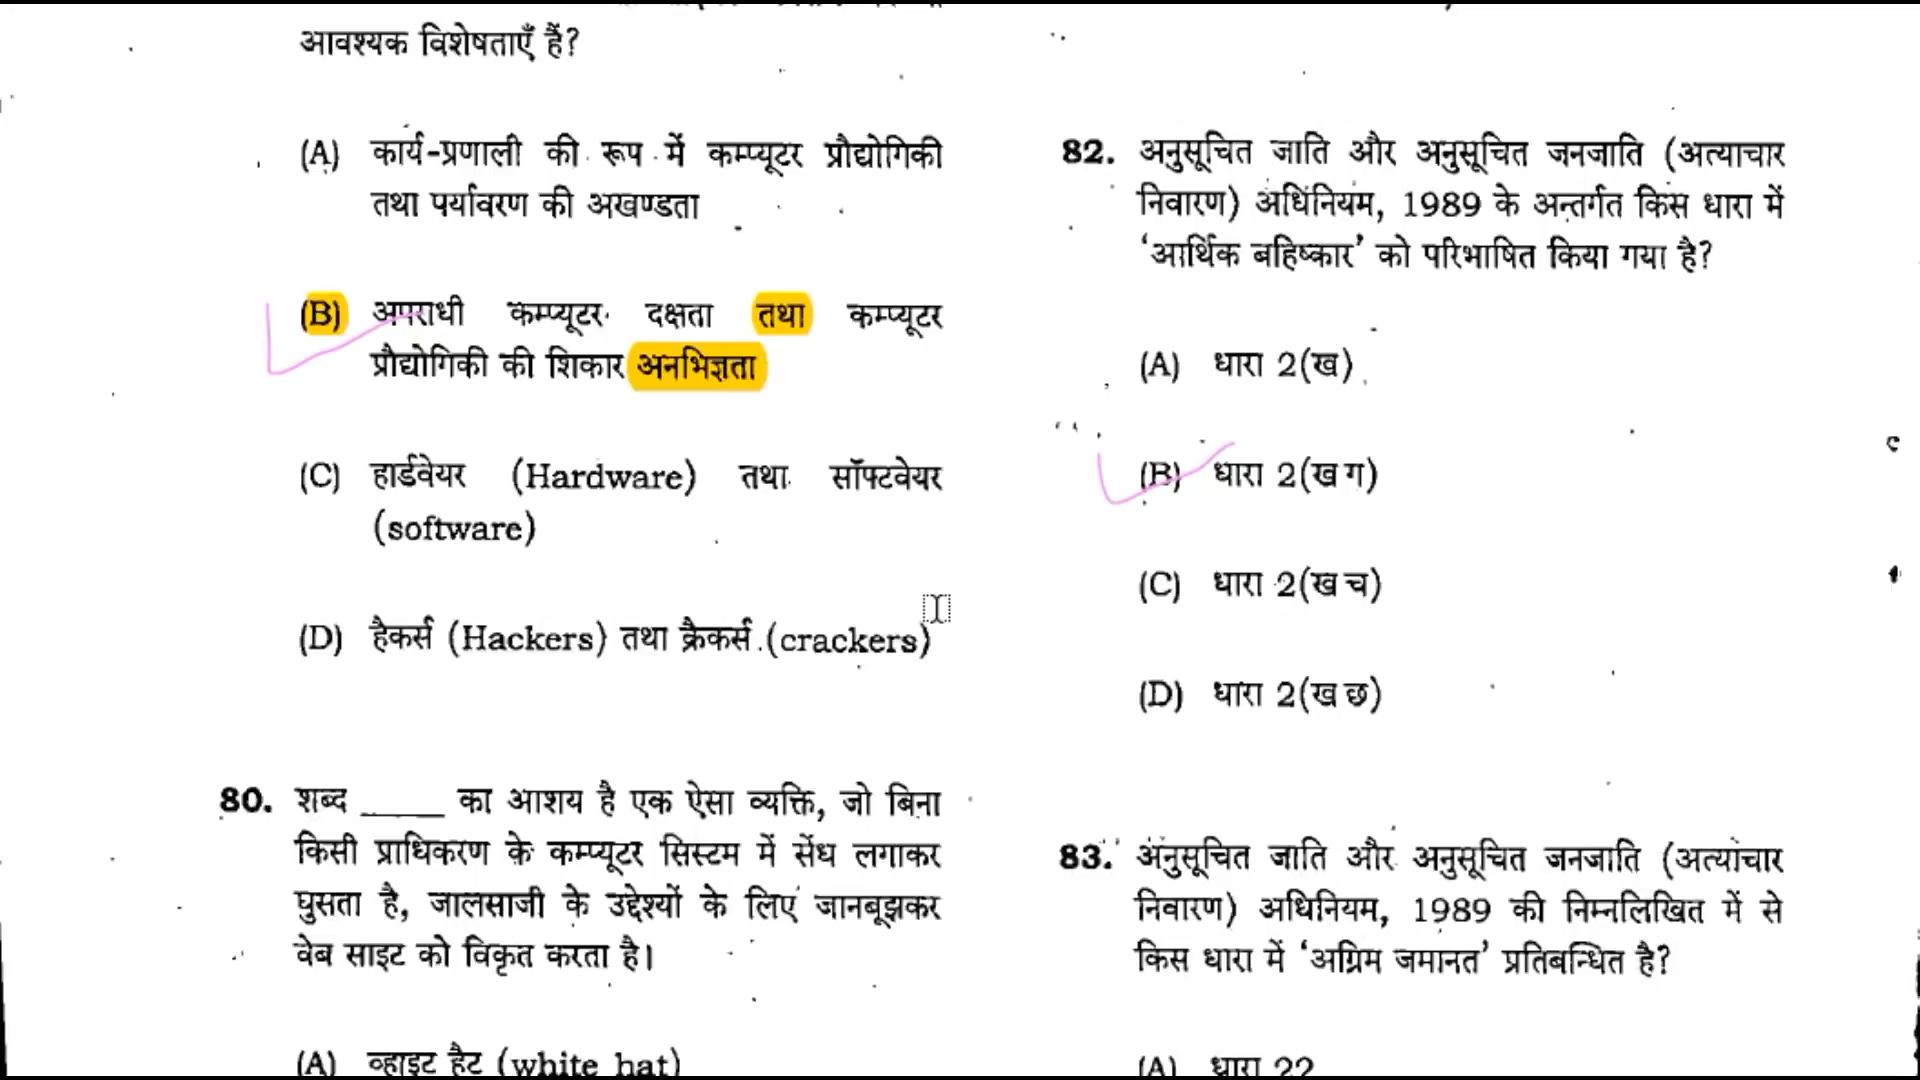 आवश्यक विशेषताएँ हैं?
(A) कार्य-प्रणाली की रूप में कम्प्यूटर प्रौद्योगिकी
तथा पर्यावरण की अखण्डता
(B) अपराधी कम्प्यूटर दक्षता तथा कम्प्यूटर
प्रौद्योगिकी की शिकार अनभिज्ञता
(C) हार्डवेयर (Hardware) तथा सॉफ्टवेयर
(software)
(D) हैकर्स (Hackers) तथा क्रैकर्स (crackers)
80. शब्द _____ का आशय है एक ऐसा व्यक्ति, जो बिना
किसी प्राधिकरण के कम्प्यूटर सिस्टम में सेंध लगाकर
घुसता है, जालसाजी के उद्देश्यों के लिए जानबूझकर
वेब साइट को विकृत करता है।
(A) व्हाइट हैट (white hat)
82. अनुसूचित जाति और अनुसूचित जनजाति (अत्याचार
निवारण) अधिनियम, 1989 के अन्तर्गत किस धारा में
‘आर्थिक बहिष्कार’ को परिभाषित किया गया है?
(A) धारा 2(ख)
(B) धारा 2(ख ग)
(C) धारा 2(ख च)
(D) धारा 2(ख छ)
83. अनुसूचित जाति और अनुसूचित जनजाति (अत्याचार
निवारण) अधिनियम, 1989 की निम्नलिखित में से
किस धारा में ‘अग्रिम जमानत’ प्रतिबन्धित है?
(A) धारा 22